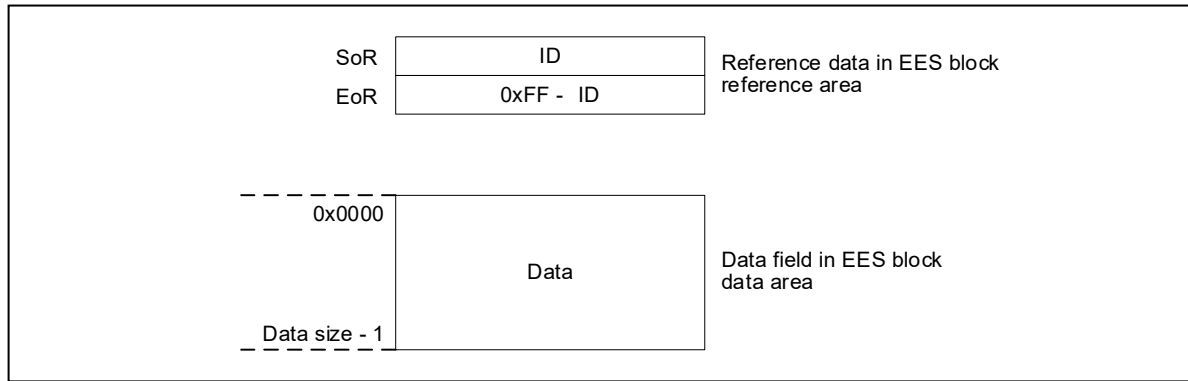 SoR
ID
Reference data in EES block
reference area
EoR
0xFF - ID
0x0000
Data
Data field in EES block
data area
Data size - 1